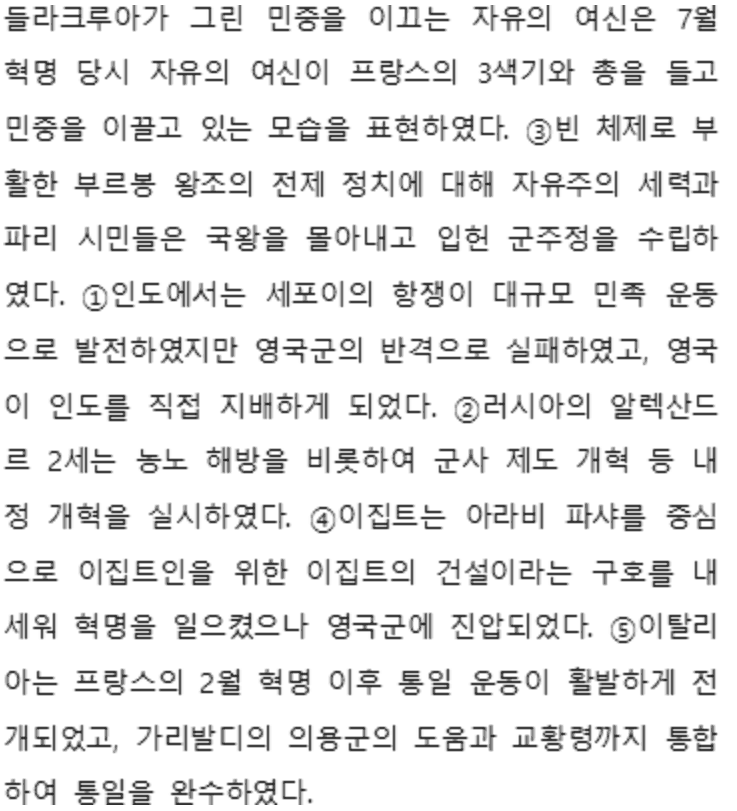 들라크루아가 그린 민중을 이끄는 자유의 여신은 7월
혁명 당시 자유의 여신이 프랑스의 3색기와 총을 들고
민중을 이끌고 있는 모습을 표현하였다. ③빈 체제로 부
활한 부르봉 왕조의 전제 정치에 대해 자유주의 세력과
파리 시민들은 국왕을 몰아내고 입헌 군주정을 수립하
였다. ①인도에서는 세포이의 항쟁이 대규모 민족 운동
으로 발전하였지만 영국군의 반격으로 실패하였고, 영국
이 인도를 직접 지배하게 되었다. ②러시아의 알렉산드
르 2세는 농노 해방을 비롯하여 군사 제도 개혁 등 내
정 개혁을 실시하였다. ④이집트는 아라비 파샤를 중심
으로 이집트인을 위한 이집트의 건설이라는 구호를 내
세워 혁명을 일으켰으나 영국군에 진압되었다. ⑤이탈리
아는 프랑스의 2월 혁명 이후 통일 운동이 활발하게 전
개되었고, 가리발디의 의용군의 도움과 교황령까지 통합
하여 통일을 완수하였다.